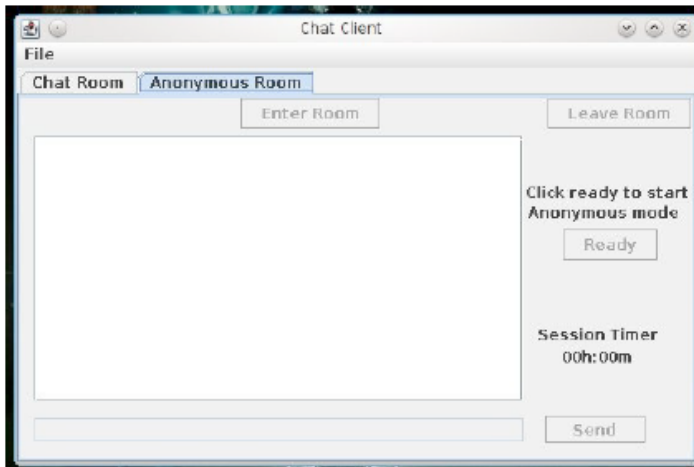 Chat Client
File
Chat Room Anonymous Room
Enter Room Leave Room
Click ready to start
Anonymous mode
Ready
Session Timer
00h:00m
Send